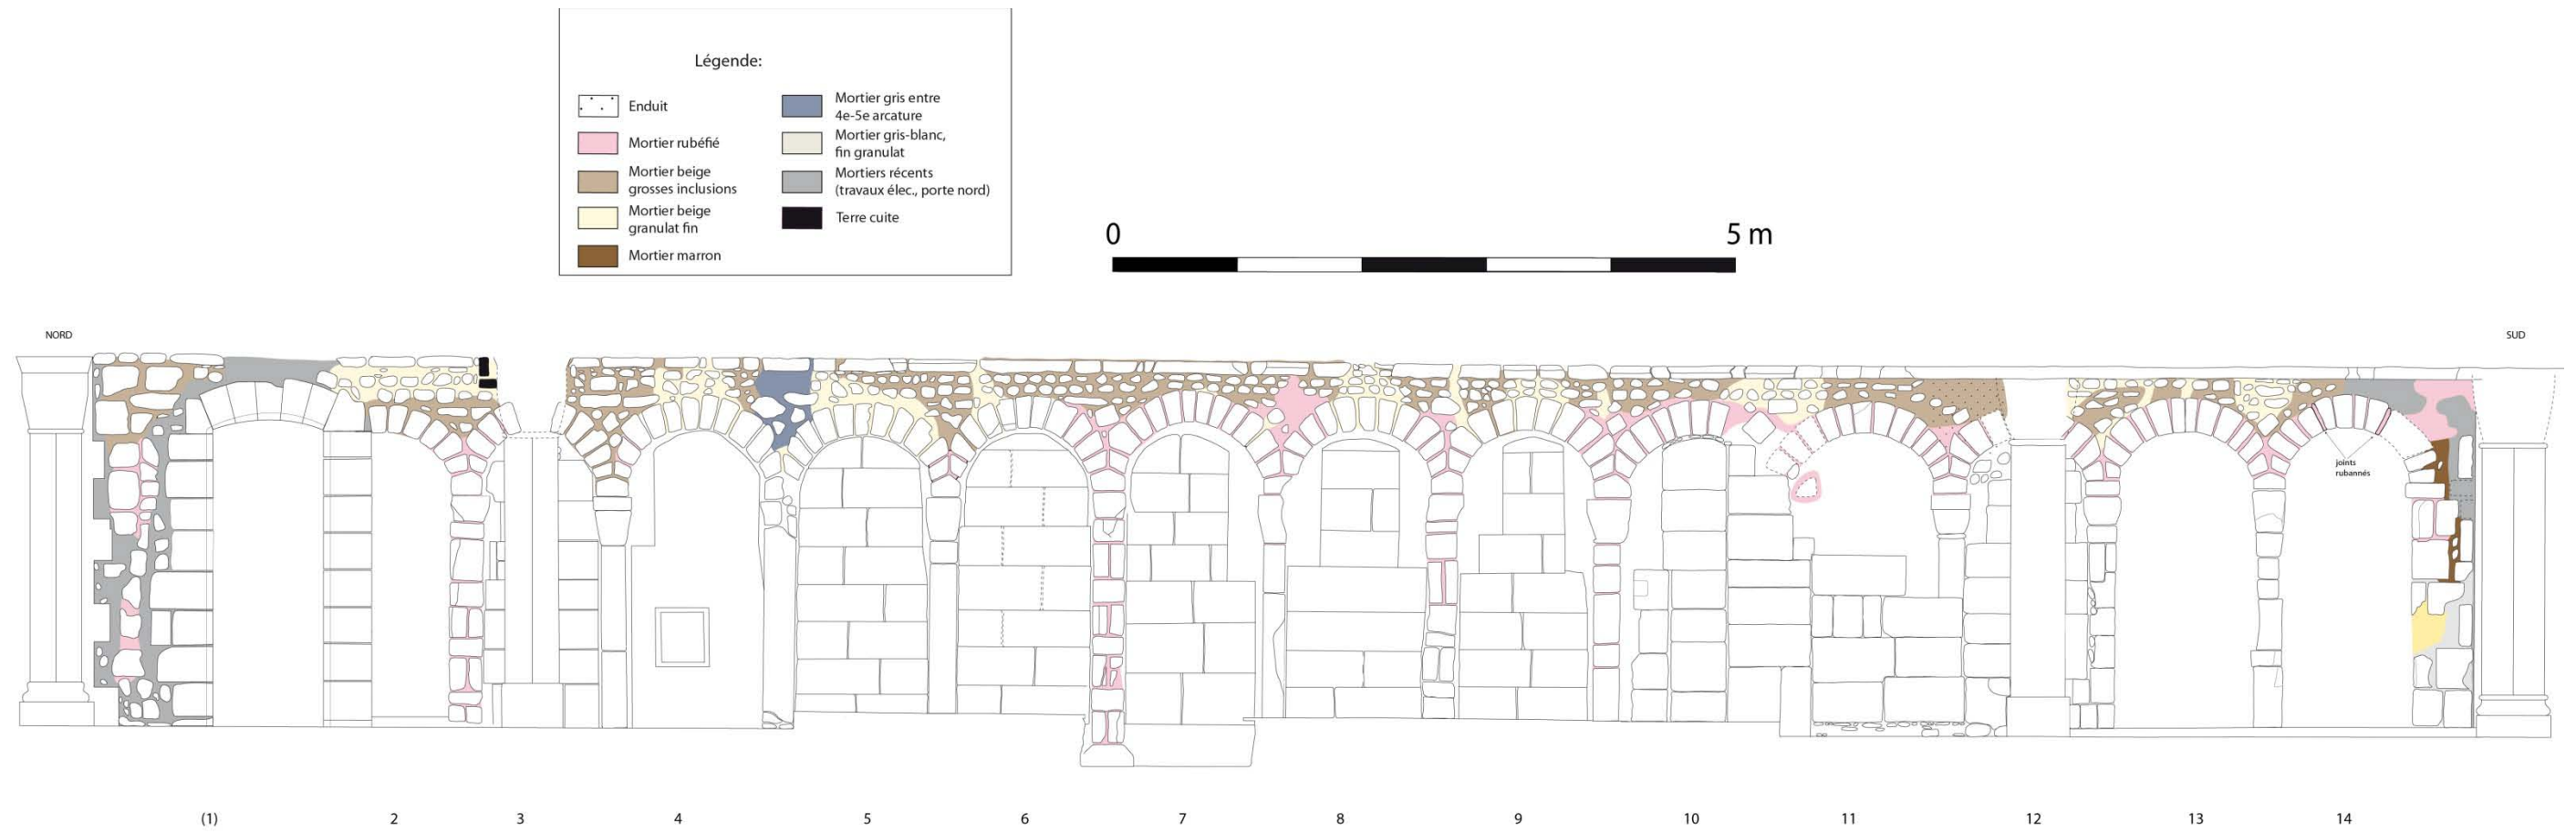 Légende:
Enduit
Mortier rubéfié
Mortier beige
grosses inclusions
Mortier beige
granulat fin
Mortier marron
Mortier gris entre
4e-5e arcature
Mortier gris-blanc,
fin granulat
Mortiers récents
(travaux élec., porte nord)
Terre cuite
0 5 m
NORD SUD
joints
rubannés
(1) 2 3 4 5 6 7 8 9 10 11 12 13 14